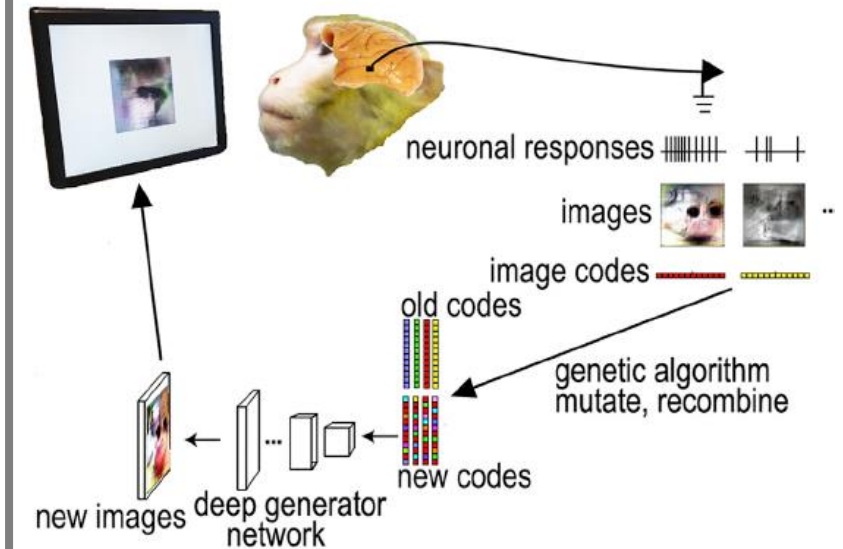 neuronal responses
images
..
image codes
old codes
genetic algorithm
mutate, recombine
...
new codes
deep generator
network
new images